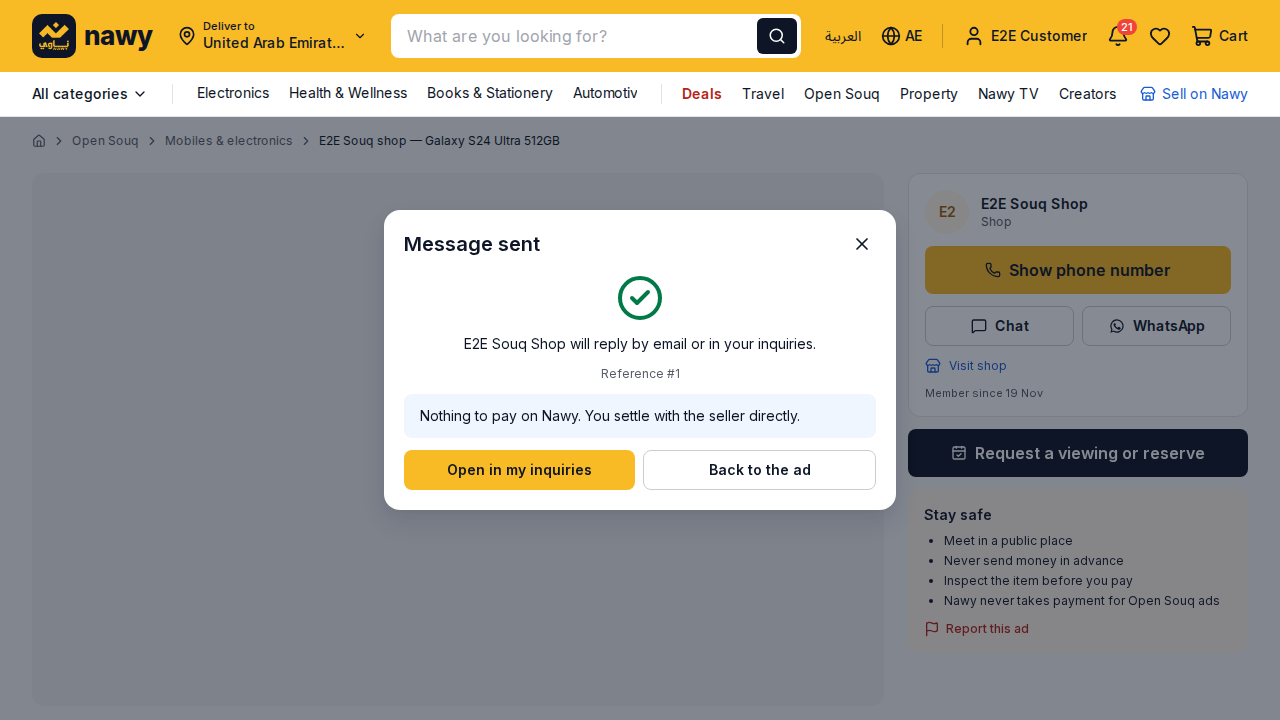 ناوي
NAWY
nawy
Deliver to
United Arab Emirat...
What are you looking for?
العربية
AE
E2E Customer
21
Cart
All categories
Electronics
Health & Wellness
Books & Stationery
Automotiv
Deals
Travel
Open Souq
Property
Nawy TV
Creators
Sell on Nawy
Open Souq
Mobiles & electronics
E2E Souq shop — Galaxy S24 Ultra 512GB
Message sent
E2E Souq Shop will reply by email or in your inquiries.
Reference #1
Nothing to pay on Nawy. You settle with the seller directly.
Open in my inquiries
Back to the ad
E2
E2E Souq Shop
Shop
Show phone number
Chat
WhatsApp
Visit shop
Member since 19 Nov
Request a viewing or reserve
Stay safe
• Meet in a public place
• Never send money in advance
• Inspect the item before you pay
• Nawy never takes payment for Open Souq ads
Report this ad